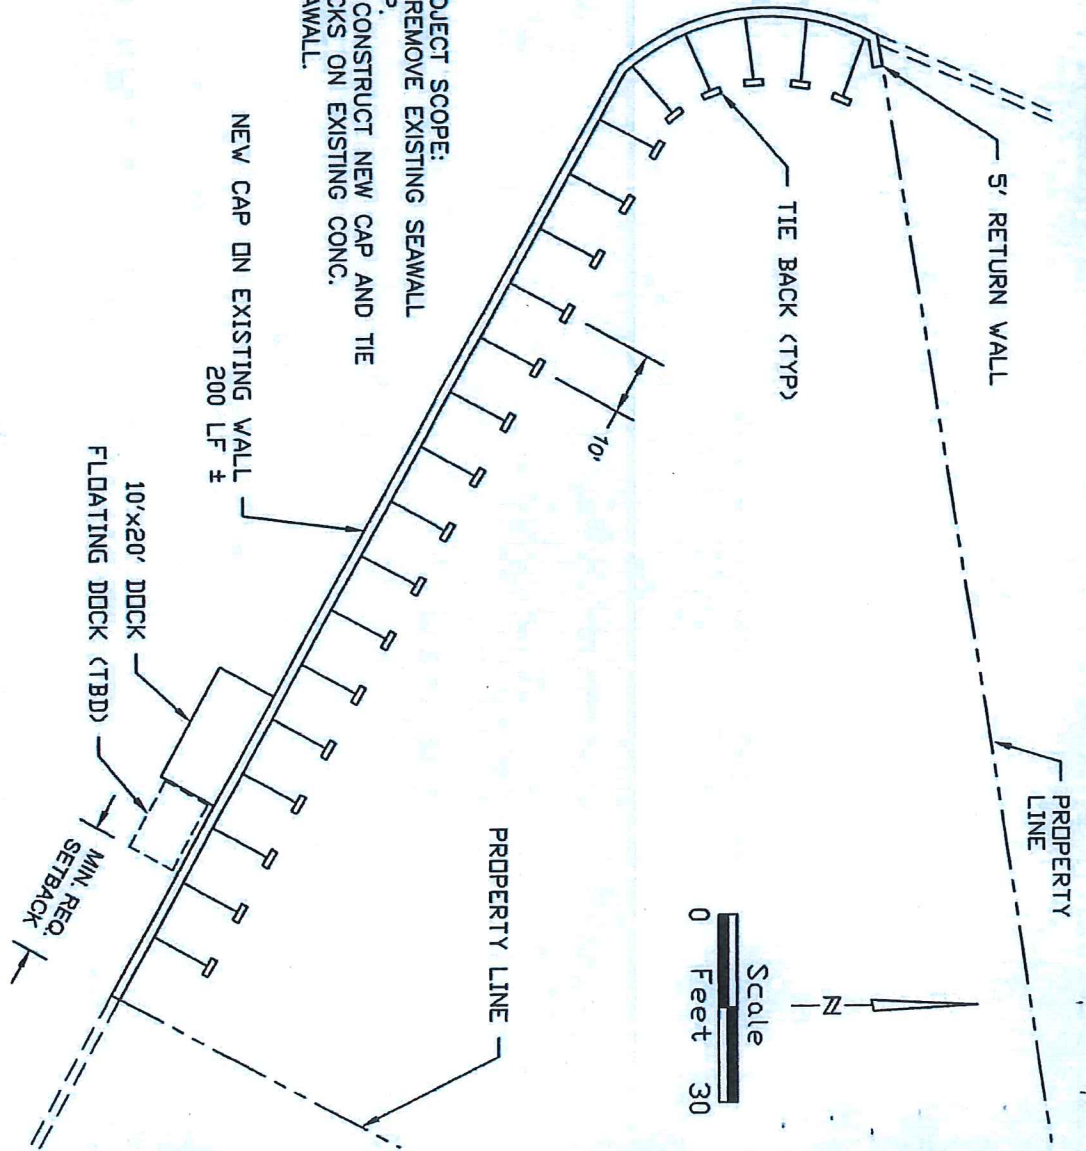 OJECT SCOPE:
REMOVE EXISTING SEAWALL
P.
CONSTRUCT NEW CAP AND TIE
CKS ON EXISTING CONC.
AWALL.
5' RETURN WALL
TIE BACK (TYP)
PROPERTY
LINE
10'
NEW CAP ON EXISTING WALL
200 LF ±
10'x20' DOCK
FLOATING DOCK (TBD)
MIN. REQ.
SETBACK
PROPERTY LINE
N
Scale
0 Feet 30